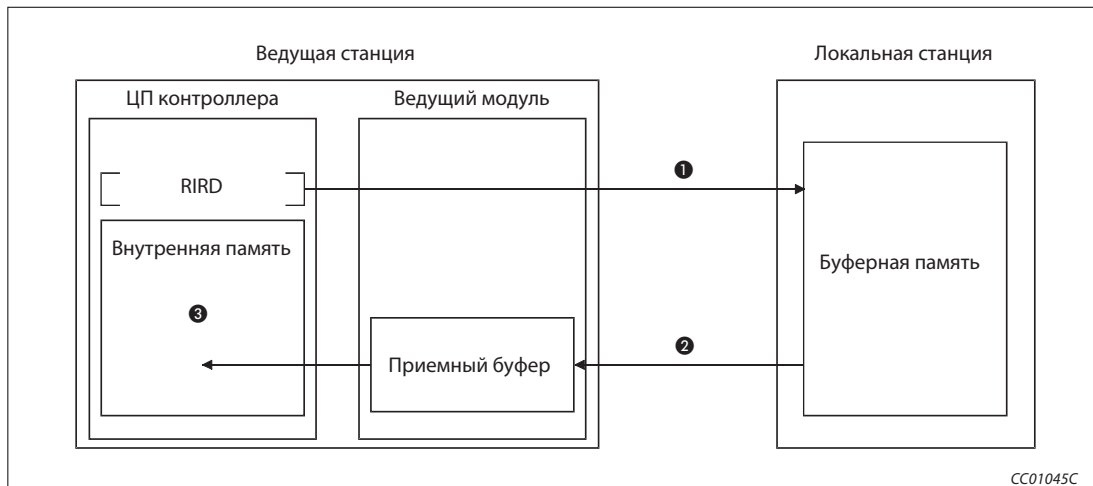 Ведущая станция
Локальная станция
ЦП контроллера
Ведущий модуль
RIRD
❶
Внутренняя память
Буферная память
❸
❷
Приемный буфер
CC01045C